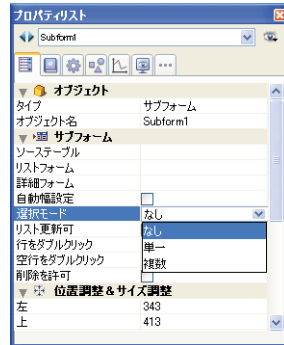 プロパティリスト
Subform1
オブジェクト
タイプ サブフォーム
オブジェクト名 Subform1
サブフォーム
ソーステーブル
リストフォーム
詳細フォーム
自動幅設定
選択モード なし
リスト更新可 なし
行をダブルクリック 単一
空行をダブルクリック 複数
削除を許可
位置調整&サイズ調整
左 343
上 413